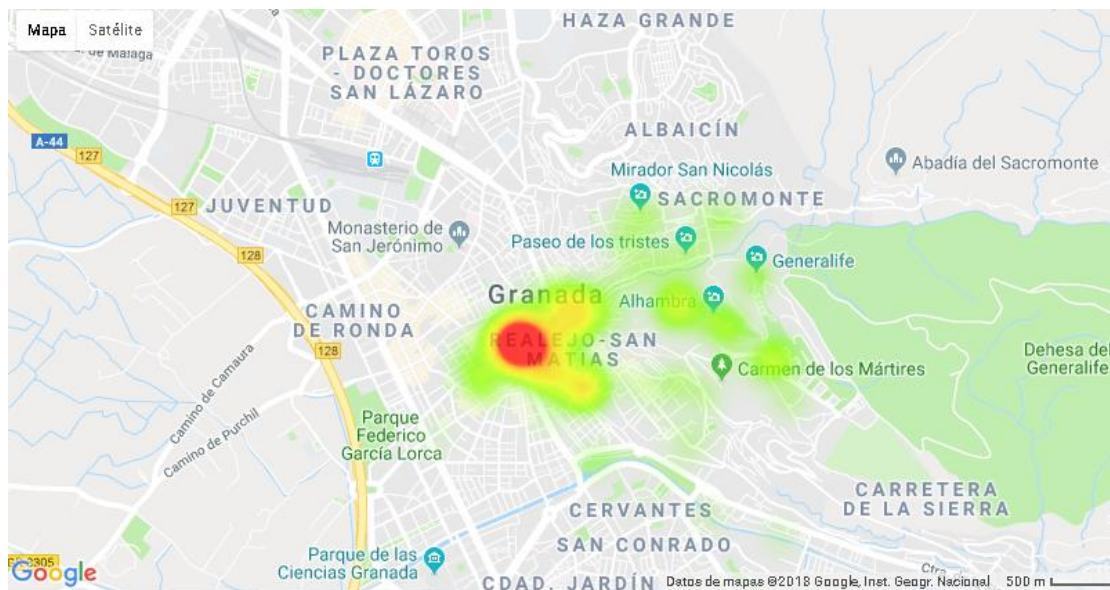 Mapa Satélite
HAZA GRANDE
de Málaga
PLAZA TOROS
- DOCTORES
SAN LÁZARO
A-44
127
ALBAICÍN
Mirador San Nicolás
Abadía del Sacromonte
127
JUVENTUD
SACROMONTE
Monasterio de
San Jerónimo
Paseo de los tristes
128
Generalife
Granada
Alhambra
CAMINO
DE RONDA
REALEJO-SAN
MATÍAS
128
Dehesa del
Generalife
Carmen de los Mártires
Camino de Camaura
Camino de Purchil
Parque
Federico
García Lorca
CARRETERA
DE LA SIERRA
CERVANTES
SAN CONRADO
Parque de las
Ciencias Granada
3305
Google
CDAD. JARDÍN
Ctra.
Datos de mapas ©2018 Google, Inst. Geogr. Nacional 500 m